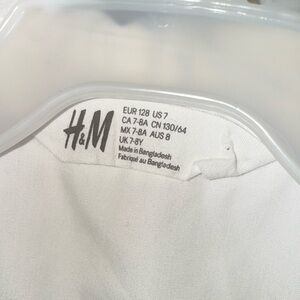 H&M
EUR 128 US 7
CA 7-8A CN 130/64
MX 7-8A AUS 8
UK 7-8Y
Made in Bangladesh
Fabriqué au Bangladesh